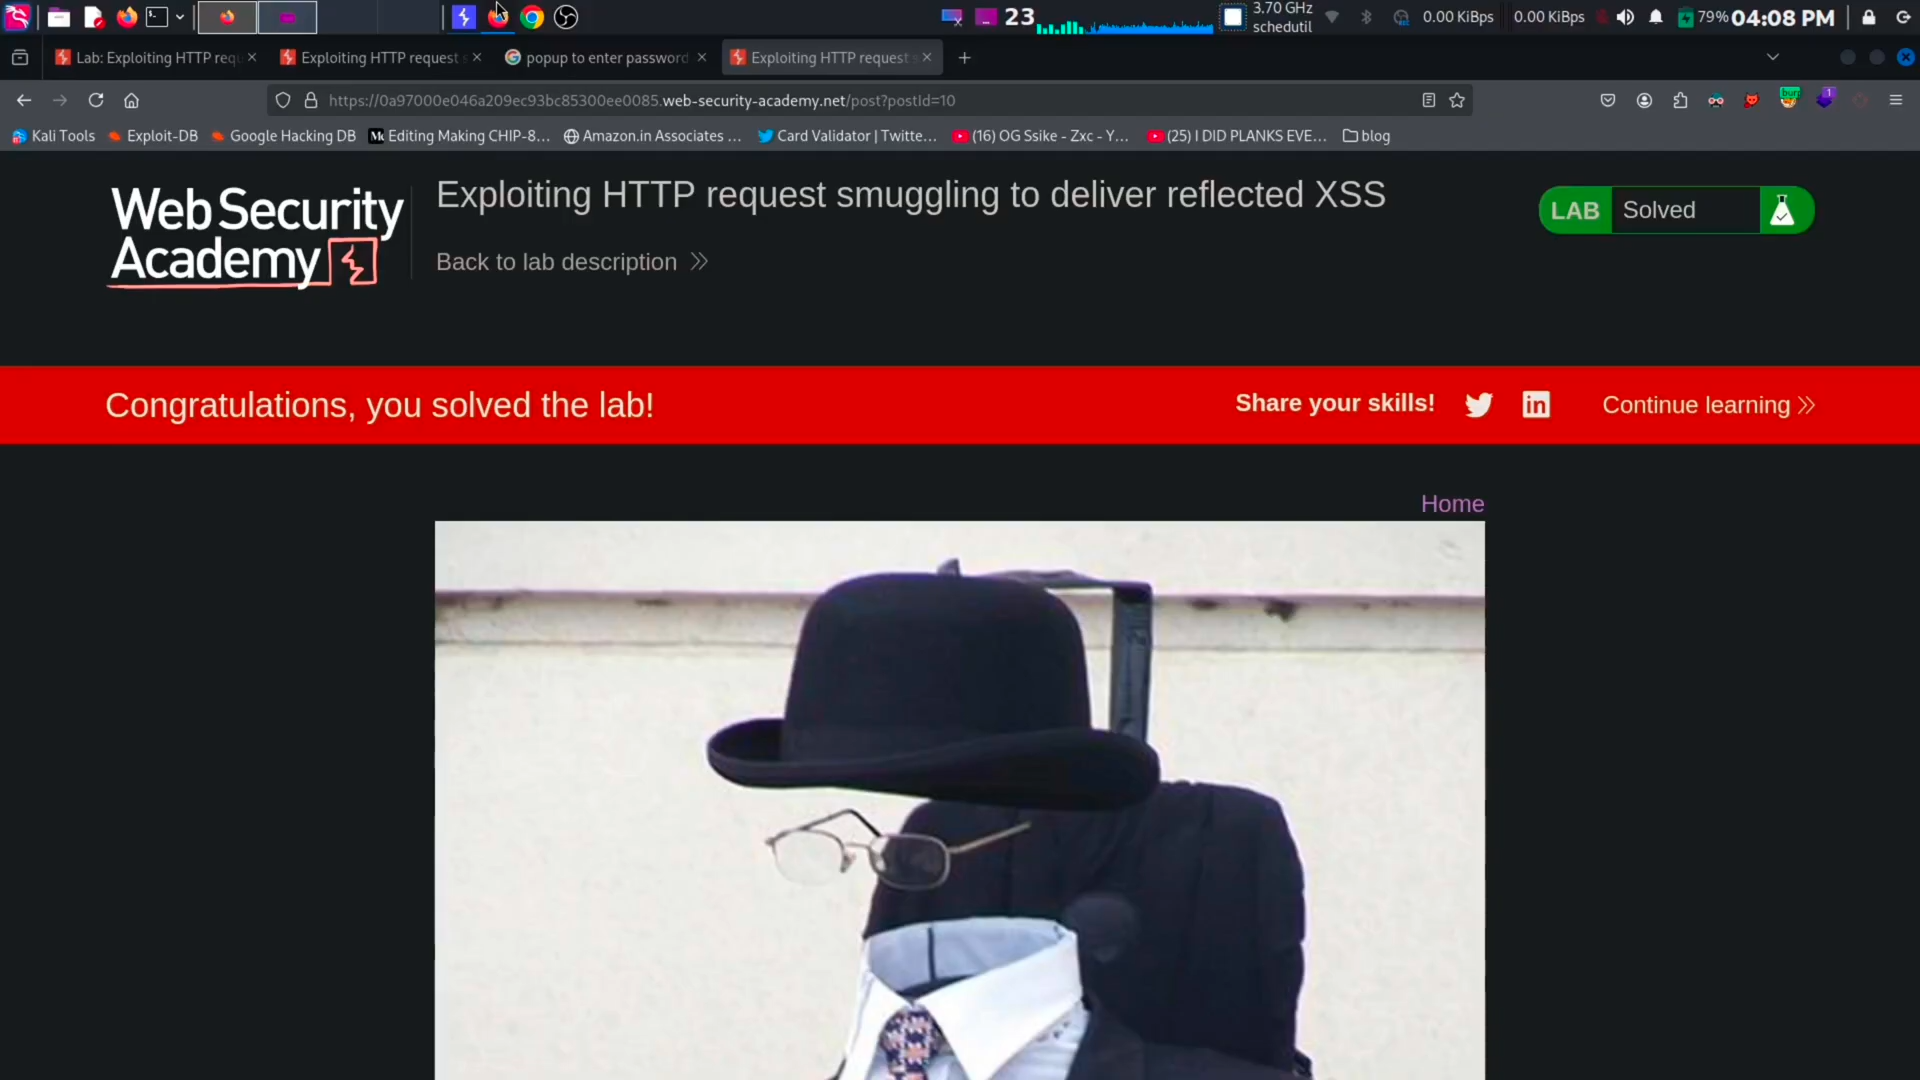 23
3.70 GHz
schedutil
0.00 KiBps
0.00 KiBps
79%
04:08 PM
Lab: Exploiting HTTP requ
Exploiting HTTP request s
popup to enter password
Exploiting HTTP request s
https://0a97000e046a209ec93bc85300ee0085.web-security-academy.net/post?postId=10
burp
1
Kali Tools
Exploit-DB
Google Hacking DB
Editing Making CHIP-8...
Amazon.in Associates ...
Card Validator | Twitte...
(16) OG Ssike - Zxc - Y...
(25) I DID PLANKS EVE...
blog
Web Security
Academy
Exploiting HTTP request smuggling to deliver reflected XSS
Back to lab description
LAB
Solved
Congratulations, you solved the lab!
Share your skills!
in
Continue learning
Home